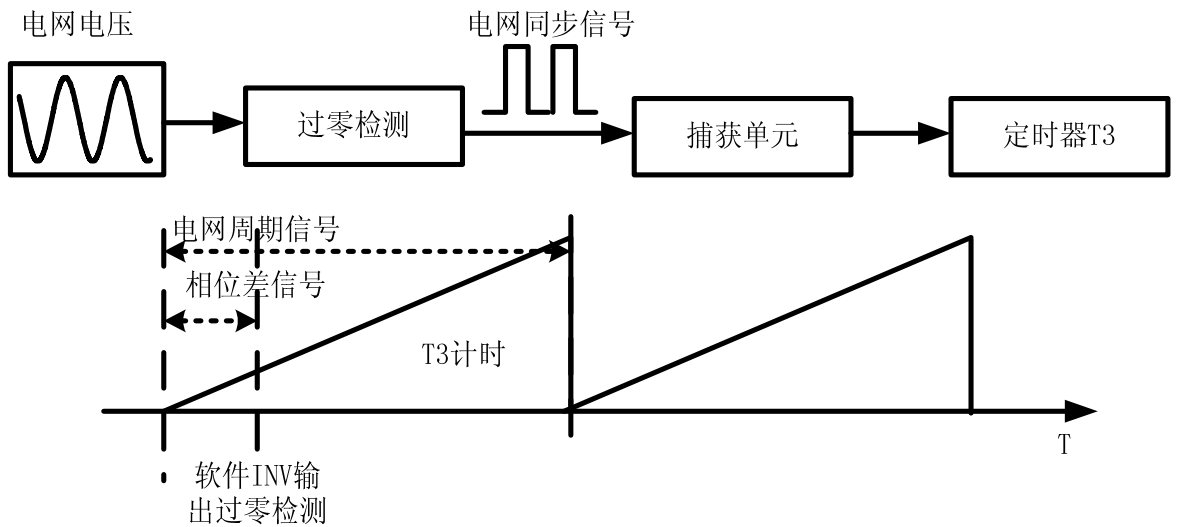 电网电压
电网同步信号
过零检测
捕获单元
定时器T3
电网周期信号
相位差信号
T3计时
T
软件INV输
出过零检测